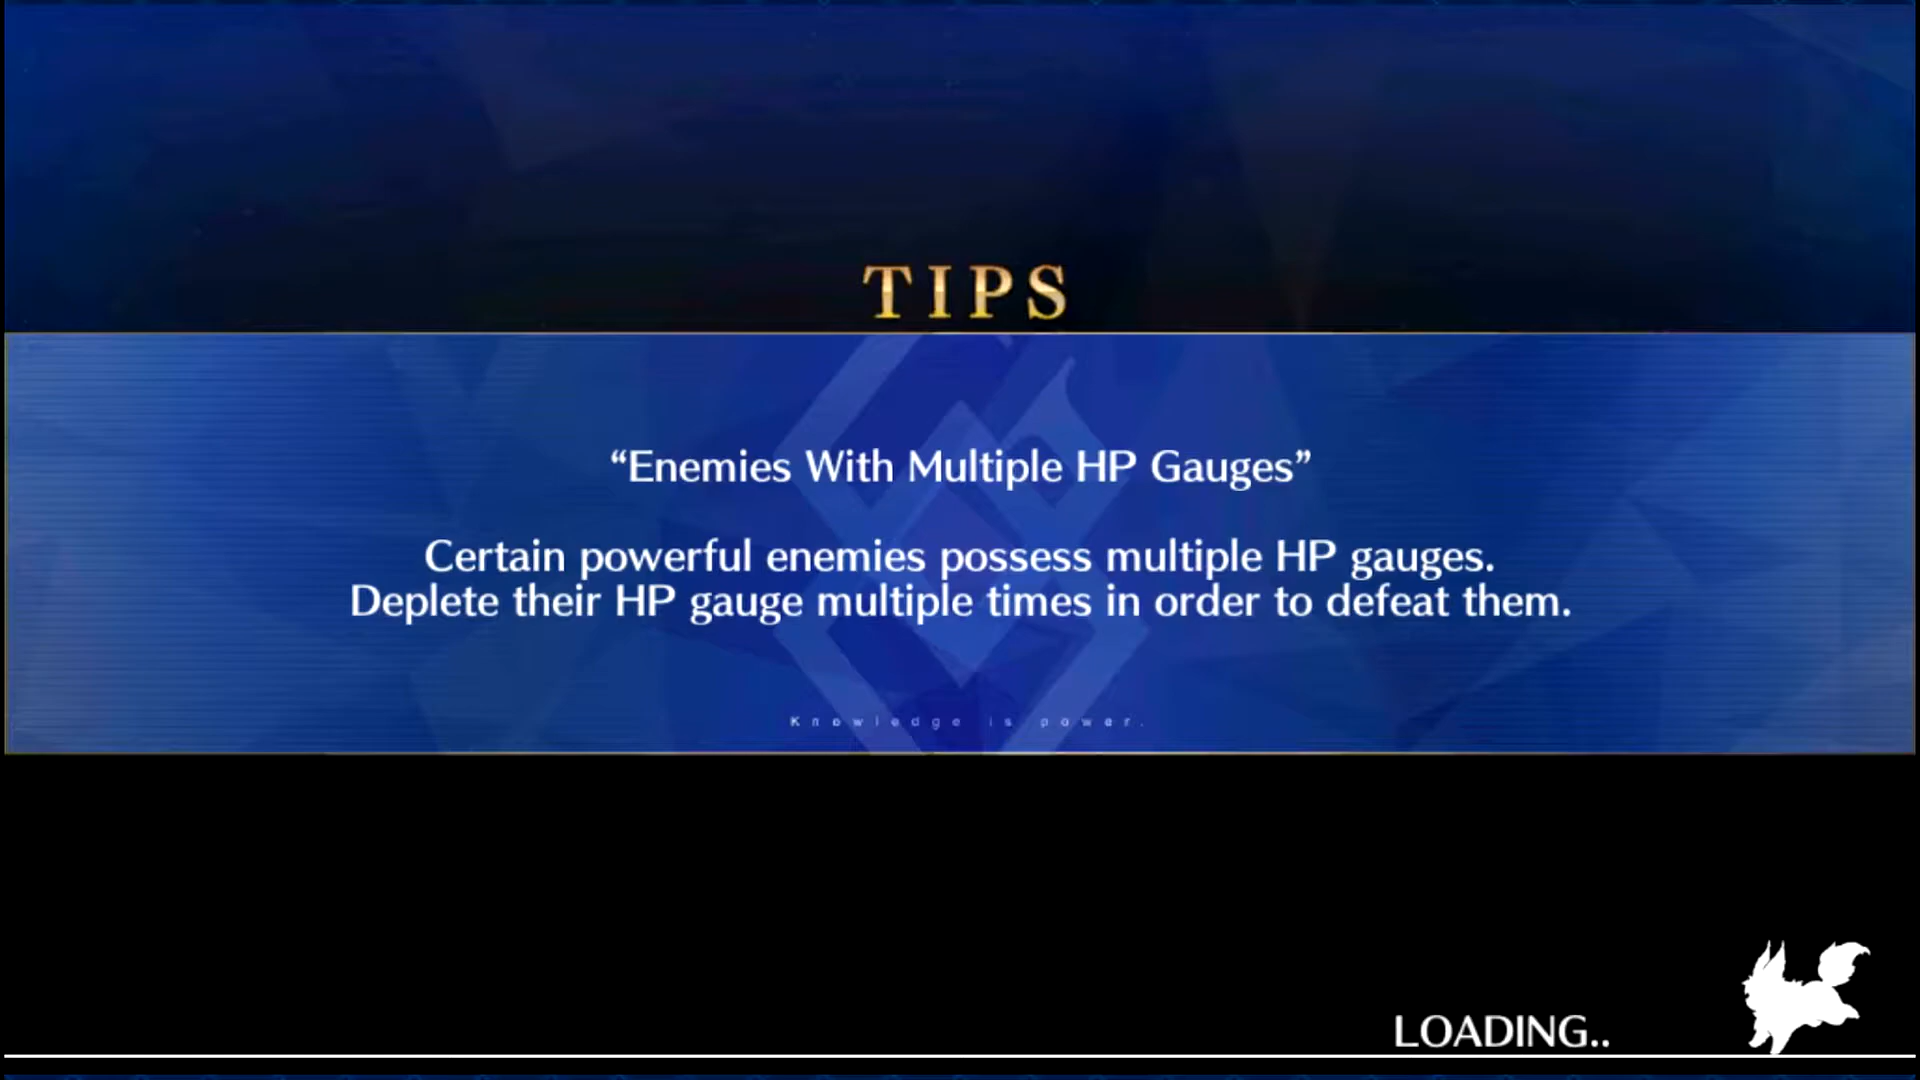 TIPS
“Enemies With Multiple HP Gauges”
Certain powerful enemies possess multiple HP gauges.
Deplete their HP gauge multiple times in order to defeat them.
Knowledge is power.
LOADING..